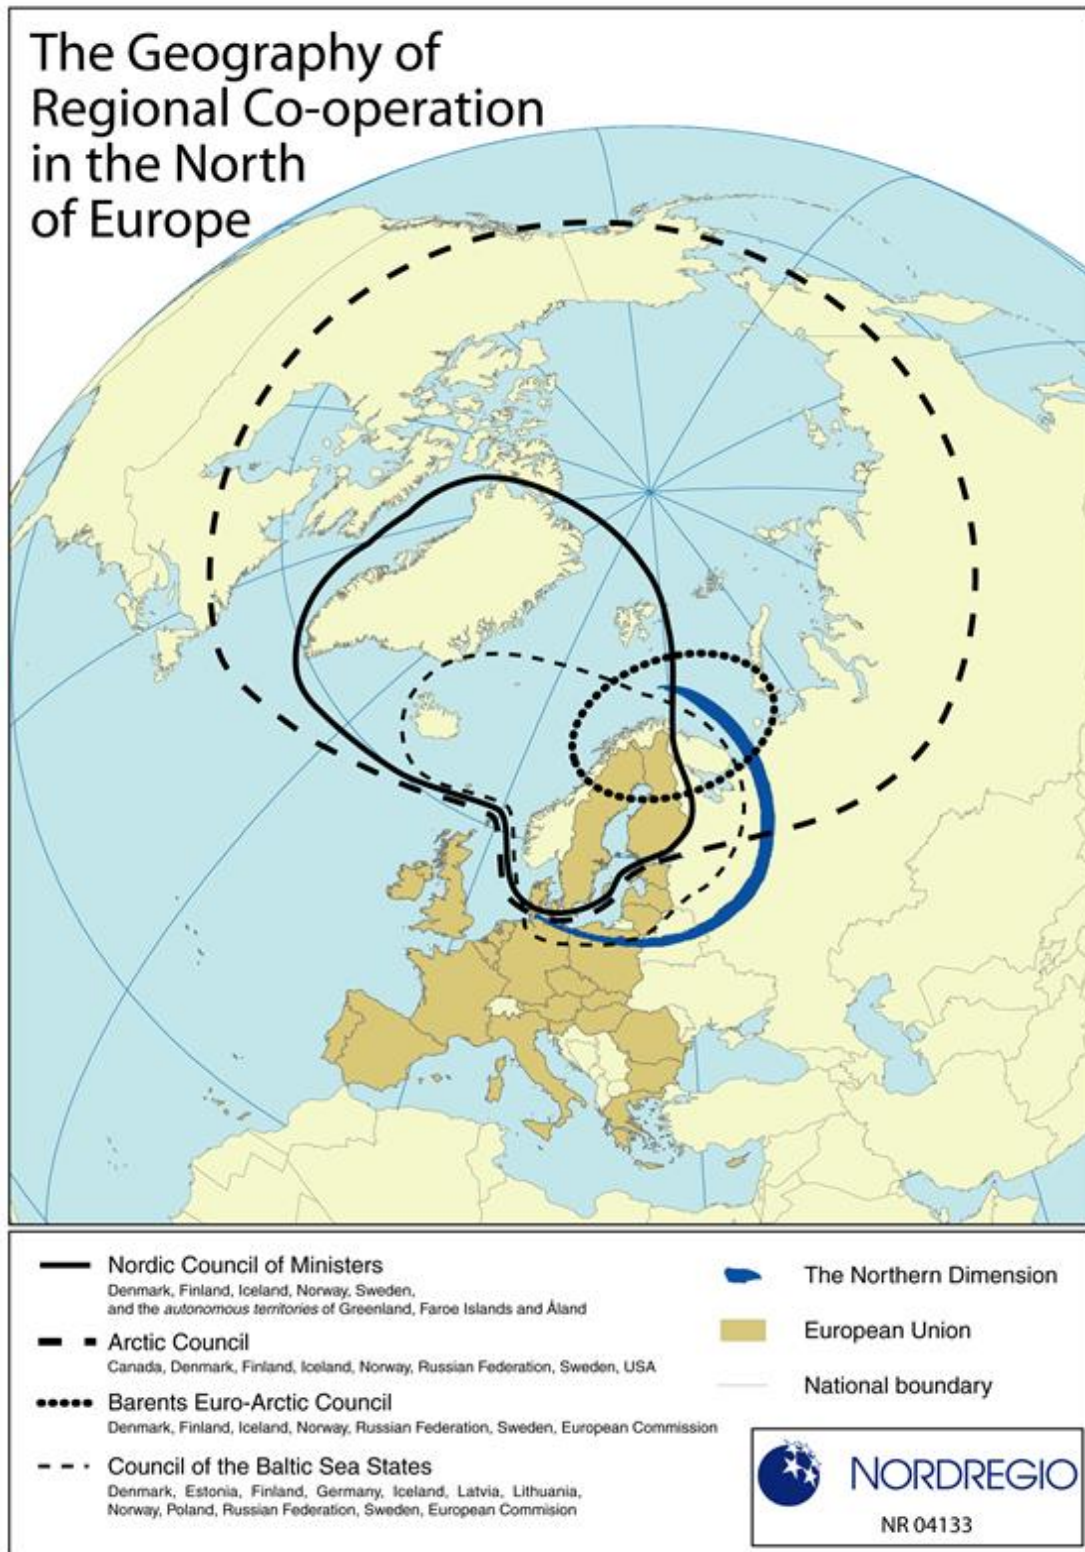 The Geography of
Regional Co-operation
in the North
of Europe
Nordic Council of Ministers
Denmark, Finland, Iceland, Norway, Sweden,
and the autonomous territories of Greenland, Faroe Islands and Åland
Arctic Council
Canada, Denmark, Finland, Iceland, Norway, Russian Federation, Sweden, USA
Barents Euro-Arctic Council
Denmark, Finland, Iceland, Norway, Russian Federation, Sweden, European Commission
Council of the Baltic Sea States
Denmark, Estonia, Finland, Germany, Iceland, Latvia, Lithuania,
Norway, Poland, Russian Federation, Sweden, European Commision
The Northern Dimension
European Union
National boundary
NORDREGIO
NR 04133